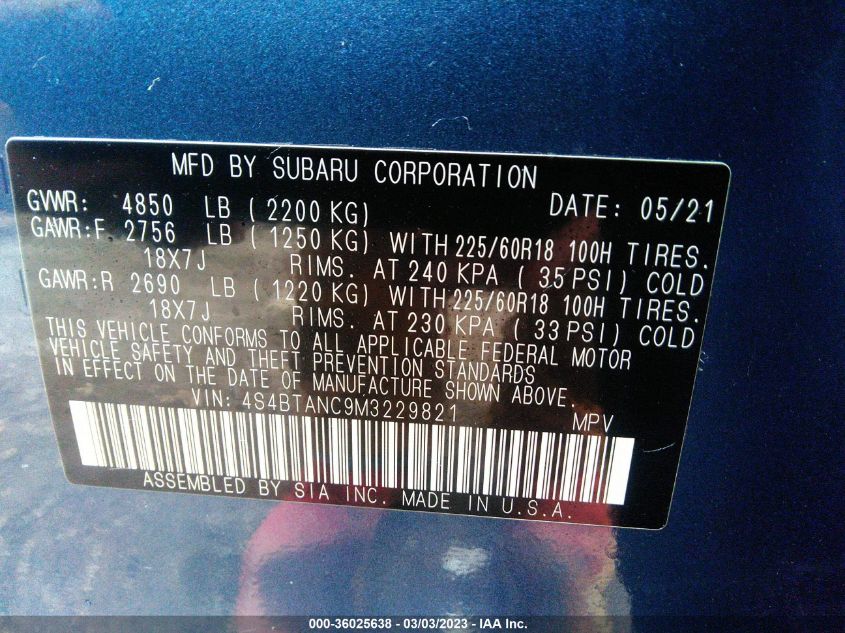 MFD BY SUBARU CORPORATION
GVWR: 4850 LB (2200 KG) DATE: 05/21
GAWR:F 2756 LB ( 1250 KG) WITH 225/60R18 100H TIRES.
18X7J RIMS. AT 240 KPA ( 35 PSI) COLD
GAWR:R 2690 LB ( 1220 KG) WITH 225/60R18 100H TIRES.
18X7J RIMS. AT 230 KPA ( 33 PSI) COLD
THIS VEHICLE CONFORMS TO ALL APPLICABLE FEDERAL MOTOR
VEHICLE SAFETY AND THEFT PREVENTION STANDARDS
IN EFFECT ON THE DATE OF MANUFACTURE SHOWN ABOVE.
VIN: 4S4BTANC9M3229821 MPV
ASSEMBLED BY SIA INC. MADE IN U.S.A.
000-36025638 - 03/03/2023 - IAA Inc.